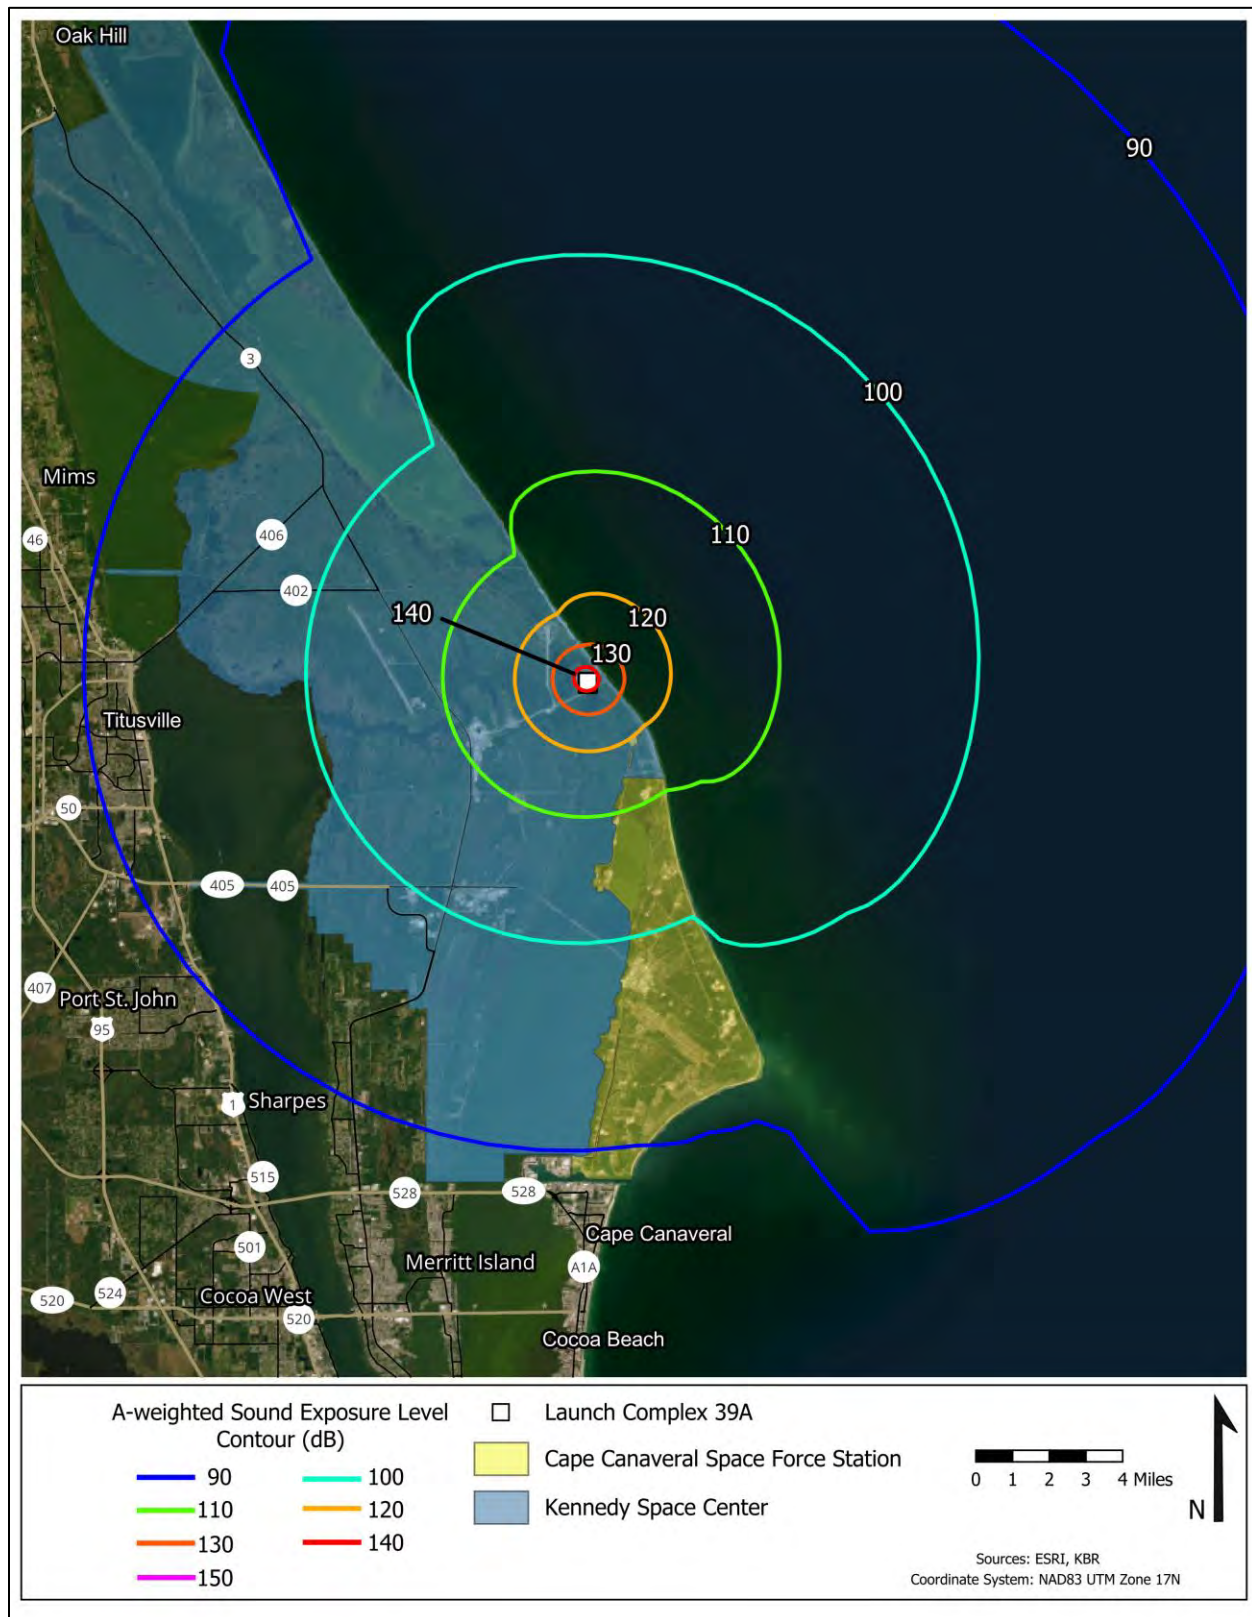 Oak Hill
90
3
100
Mims
46
406
110
402
140
120
130
Titusville
50
405
405
407
Port St. John
95
1
Sharpes
515
528
528
Cape Canaveral
501
Merritt Island
A1A
524
520
Cocoa West
520
Cocoa Beach
A-weighted Sound Exposure Level
Contour (dB)
90
100
110
120
130
140
150
Launch Complex 39A
Cape Canaveral Space Force Station
Kennedy Space Center
0 1 2 3 4 Miles
N
Sources: ESRI, KBR
Coordinate System: NAD83 UTM Zone 17N